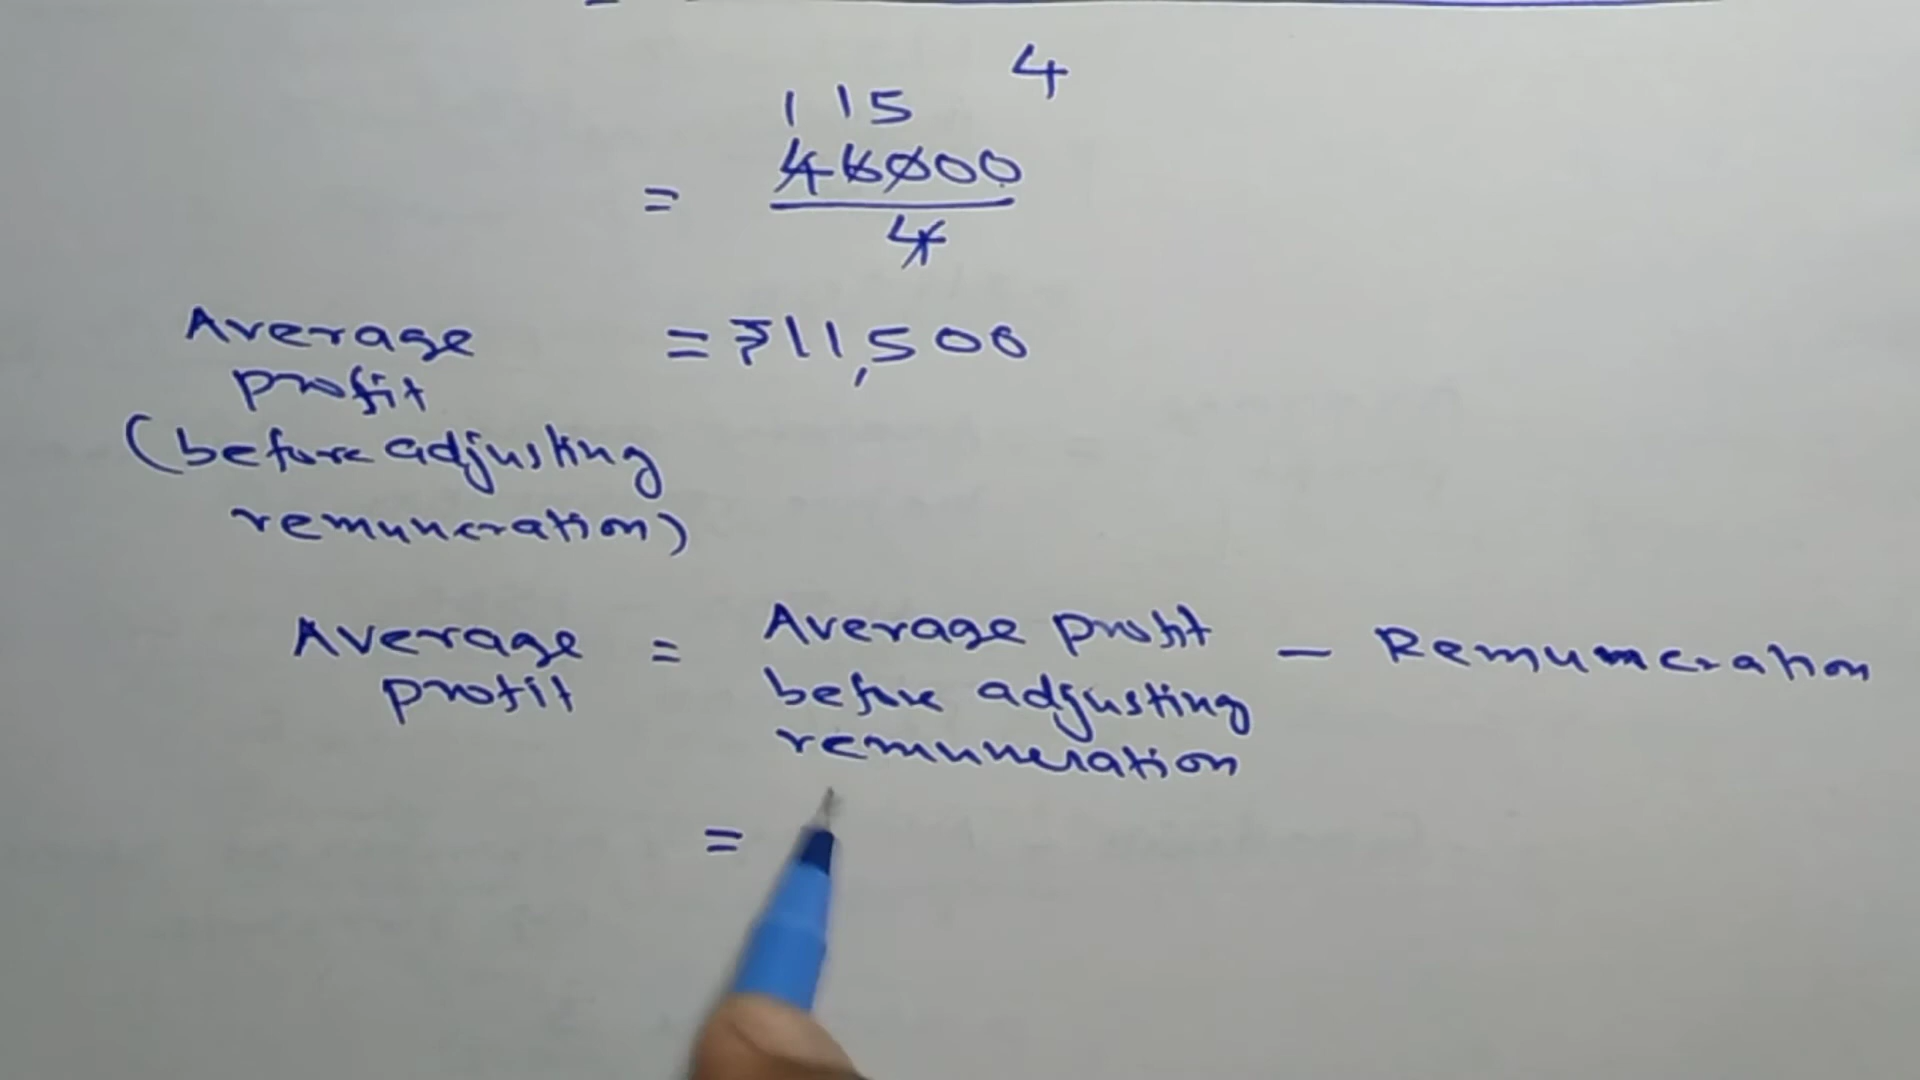 4
115
= 46000
4
Average = ₹11,500
profit
(before adjusting
remuneration)
Average = Average profit - Remuneration
profit before adjusting
remuneration
=